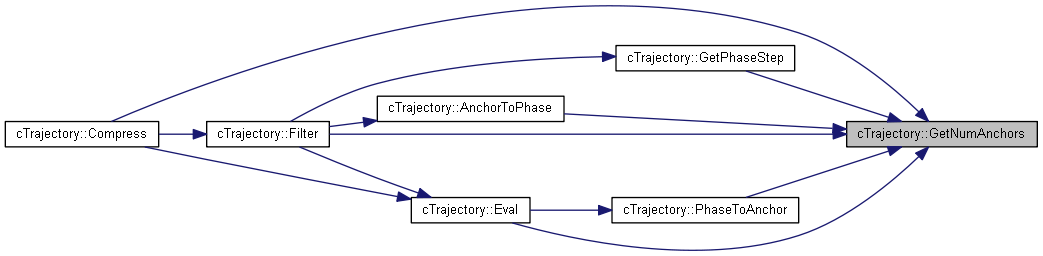 cTrajectory::GetPhaseStep
cTrajectory::AnchorToPhase
cTrajectory::Compress
cTrajectory::Filter
cTrajectory::GetNumAnchors
cTrajectory::Eval
cTrajectory::PhaseToAnchor